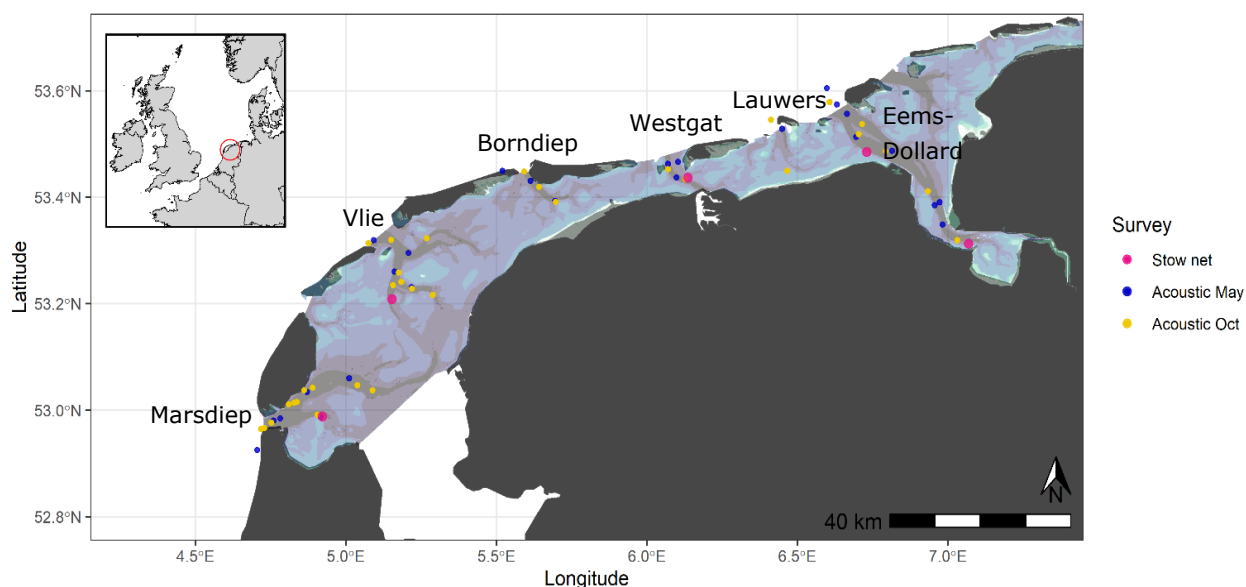 53.6°N
53.4°N
53.2°N
53.0°N
52.8°N
Latitude
Lauwers
Westgat
Eems-
Dollard
Borndiep
Vlie
Marsdiep
N
40 km
4.5°E
5.0°E
5.5°E
6.0°E
6.5°E
7.0°E
Longitude
Survey
Stow net
Acoustic May
Acoustic Oct